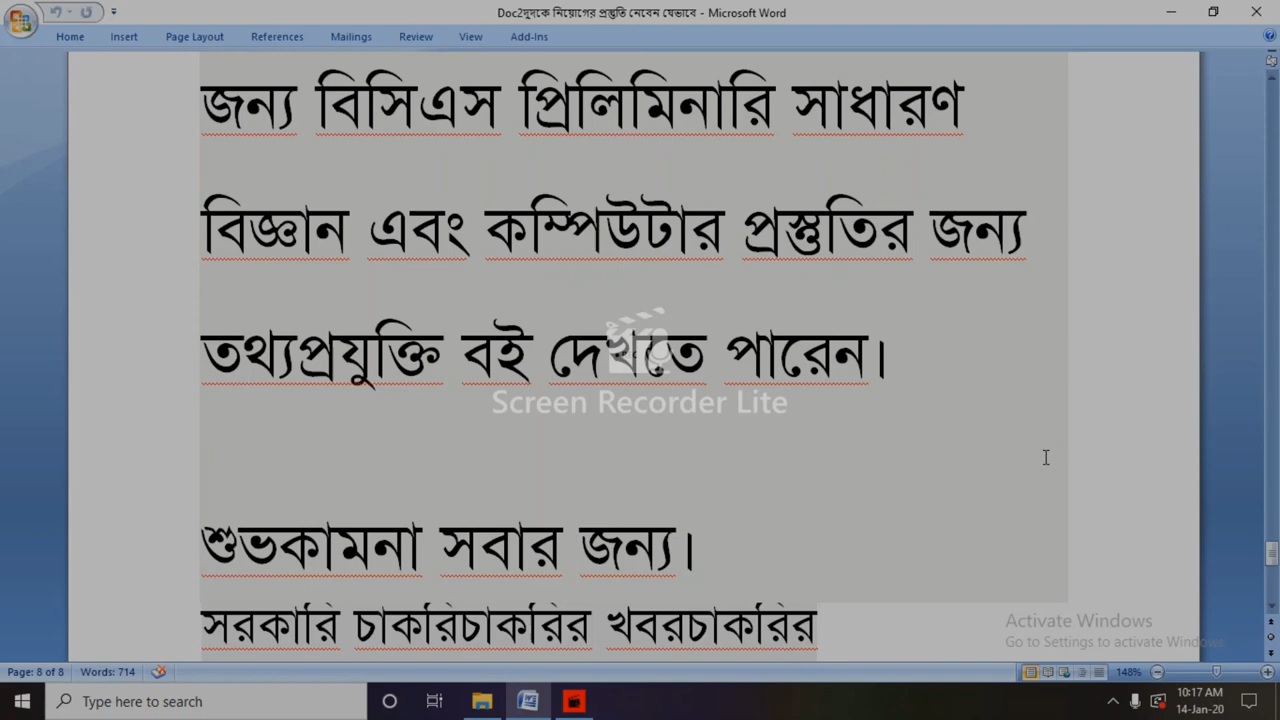 Doc2দুদকে নিয়োগের প্রস্তুতি নেবেন যেভাবে - Microsoft Word
Home Insert Page Layout References Mailings Review View Add-Ins
জন্য বিসিএস প্রিলিমিনারি সাধারণ
বিজ্ঞান এবং কম্পিউটার প্রস্তুতির জন্য
তথ্যপ্রযুক্তি বই দেখতে পারেন।
Screen Recorder Lite
শুভকামনা সবার জন্য।
সরকারি চাকরিচাকরির খবরচাকরির
Activate Windows
Go to Settings to activate Windows.
Page: 8 of 8 Words: 714 148%
Type here to search
10:17 AM
14-Jan-20